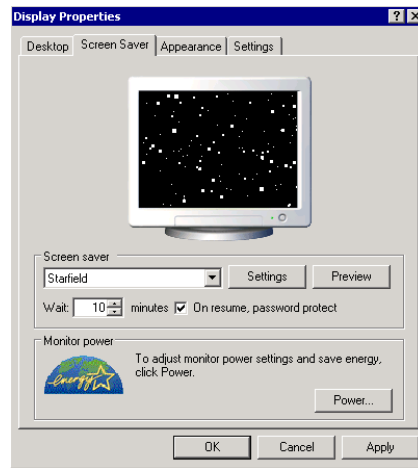 Display Properties
Desktop Screen Saver Appearance Settings
Screen saver
Starfield Settings Preview
Wait: 10 minutes On resume, password protect
Monitor power
energy
To adjust monitor power settings and save energy,
click Power.
Power...
OK Cancel Apply